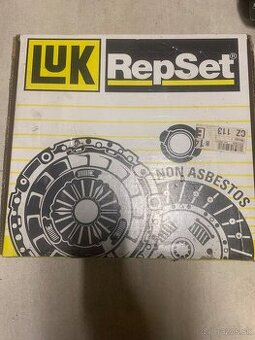 LUK
RepSet®
CZ 113
NON ASBESTOS